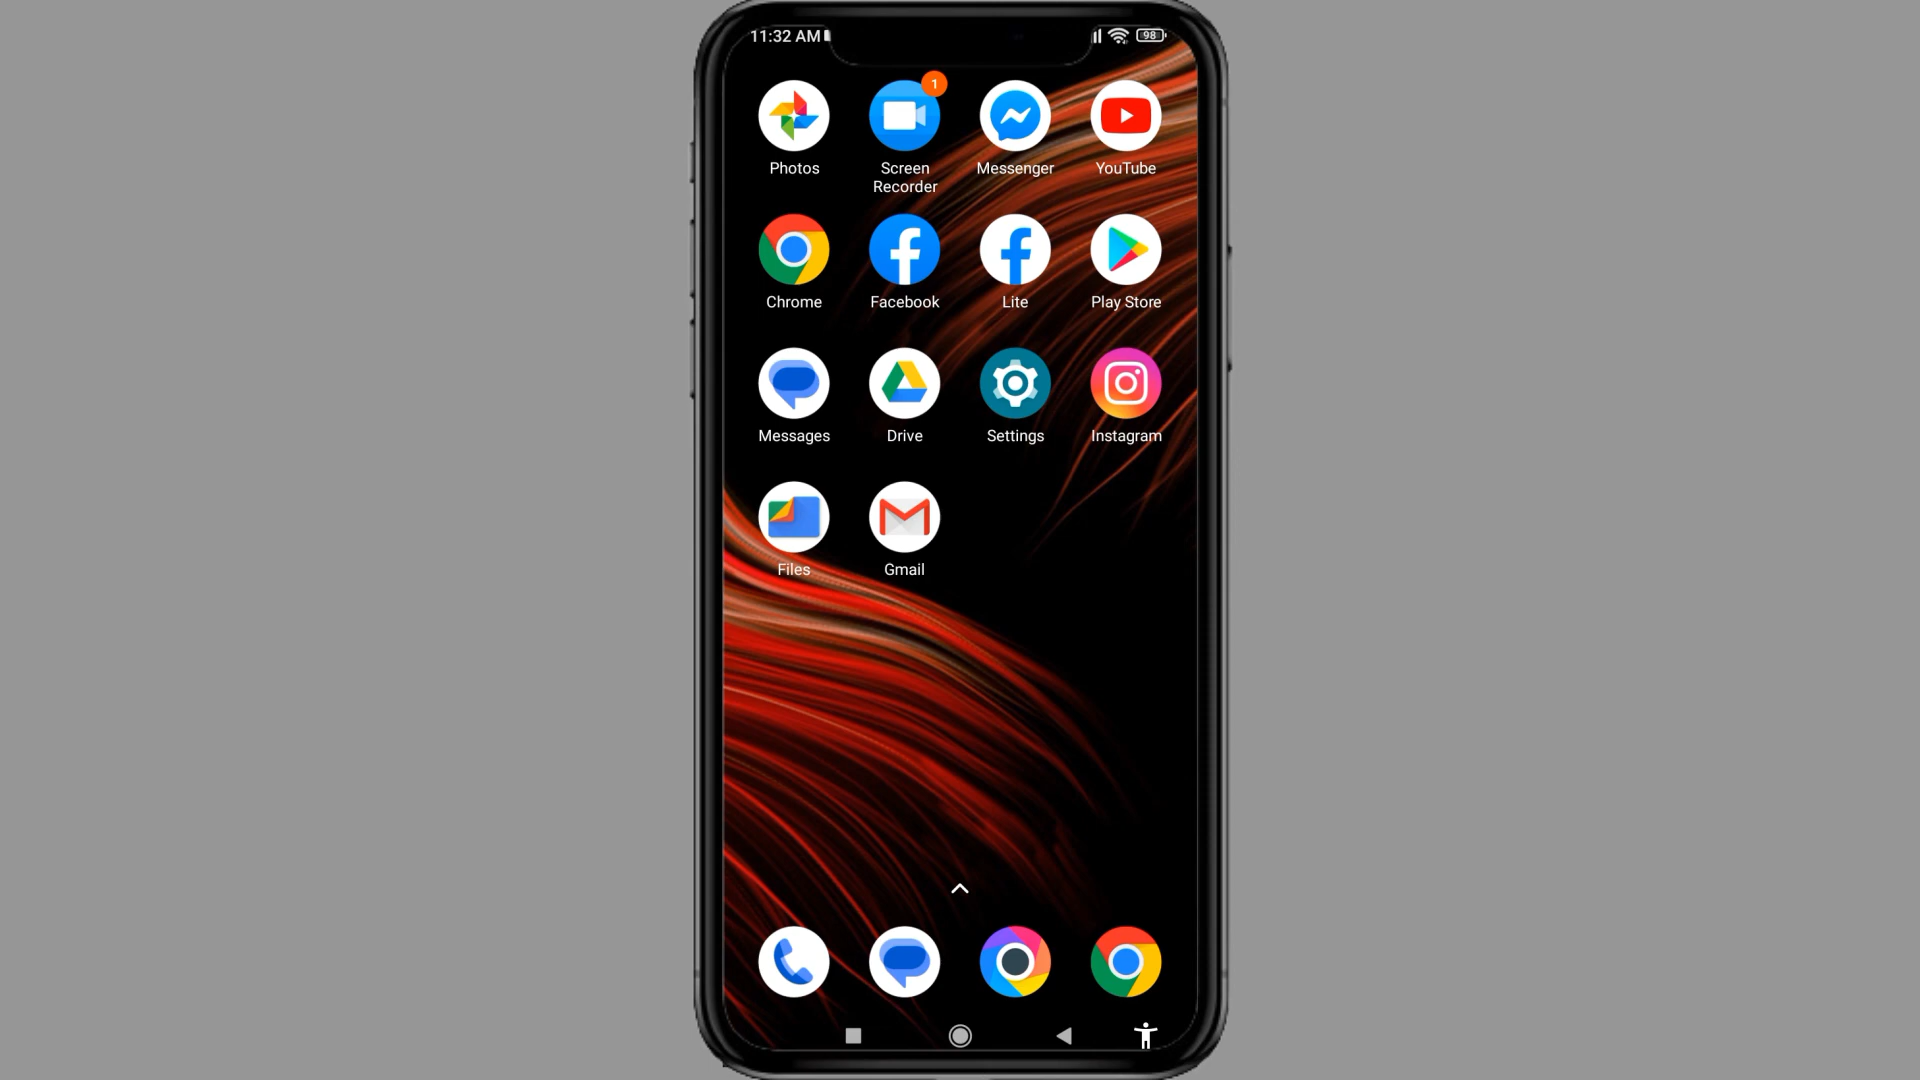 11:32 AM
98
1
Photos
Screen
Recorder
Messenger
YouTube
Chrome
Facebook
Lite
Play Store
Messages
Drive
Settings
Instagram
Files
Gmail